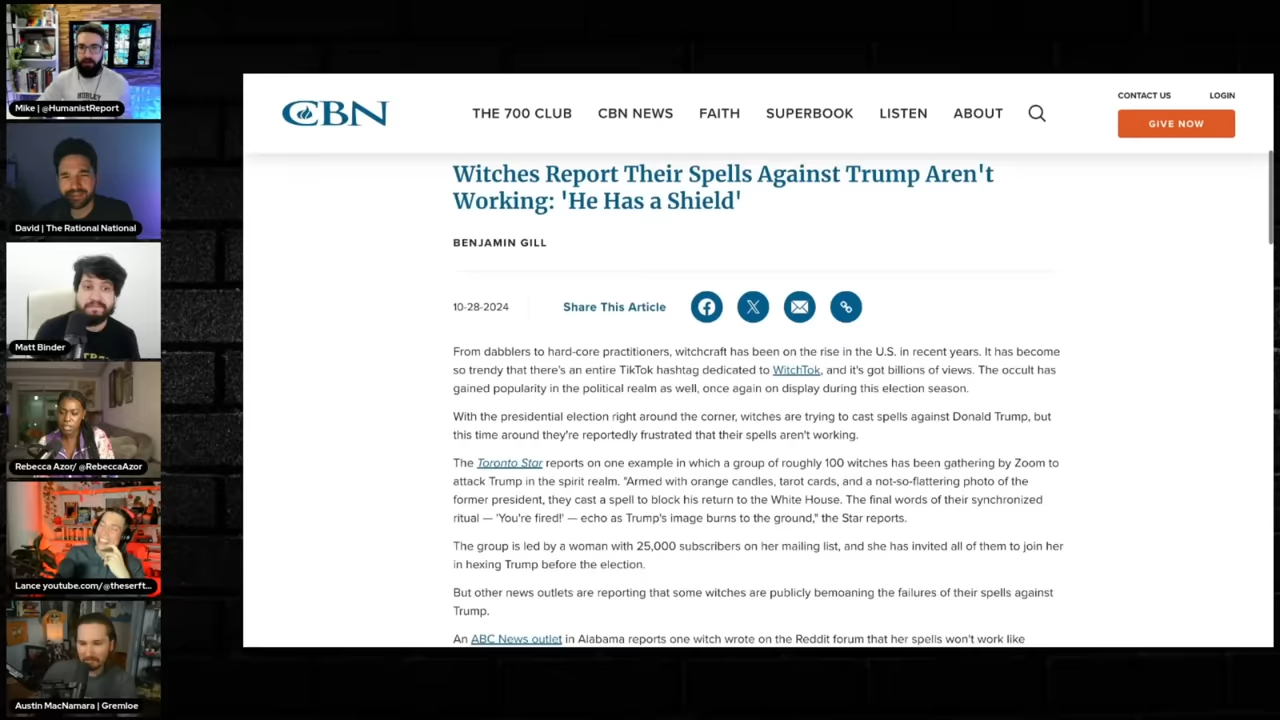 Mike | @HumanistReport
David | The Rational National
Matt Binder
Rebecca Azor/ @RebeccaAzor
Lance youtube.com/@theserft...
Austin MacNamara | Gremloe
CBN
THE 700 CLUB CBN NEWS FAITH SUPERBOOK LISTEN ABOUT
CONTACT US LOGIN
GIVE NOW
Witches Report Their Spells Against Trump Aren't
Working: 'He Has a Shield'
BENJAMIN GILL
10-28-2024 Share This Article
From dabblers to hard-core practitioners, witchcraft has been on the rise in the U.S. in recent years. It has become
so trendy that there's an entire TikTok hashtag dedicated to WitchTok, and it's got billions of views. The occult has
gained popularity in the political realm as well, once again on display during this election season.
With the presidential election right around the corner, witches are trying to cast spells against Donald Trump, but
this time around they're reportedly frustrated that their spells aren't working.
The Toronto Star reports on one example in which a group of roughly 100 witches has been gathering by Zoom to
attack Trump in the spirit realm. "Armed with orange candles, tarot cards, and a not-so-flattering photo of the
former president, they cast a spell to block his return to the White House. The final words of their synchronized
ritual — 'You're fired!' — echo as Trump's image burns to the ground," the Star reports.
The group is led by a woman with 25,000 subscribers on her mailing list, and she has invited all of them to join her
in hexing Trump before the election.
But other news outlets are reporting that some witches are publicly bemoaning the failures of their spells against
Trump.
An ABC News outlet in Alabama reports one witch wrote on the Reddit forum that her spells won't work like